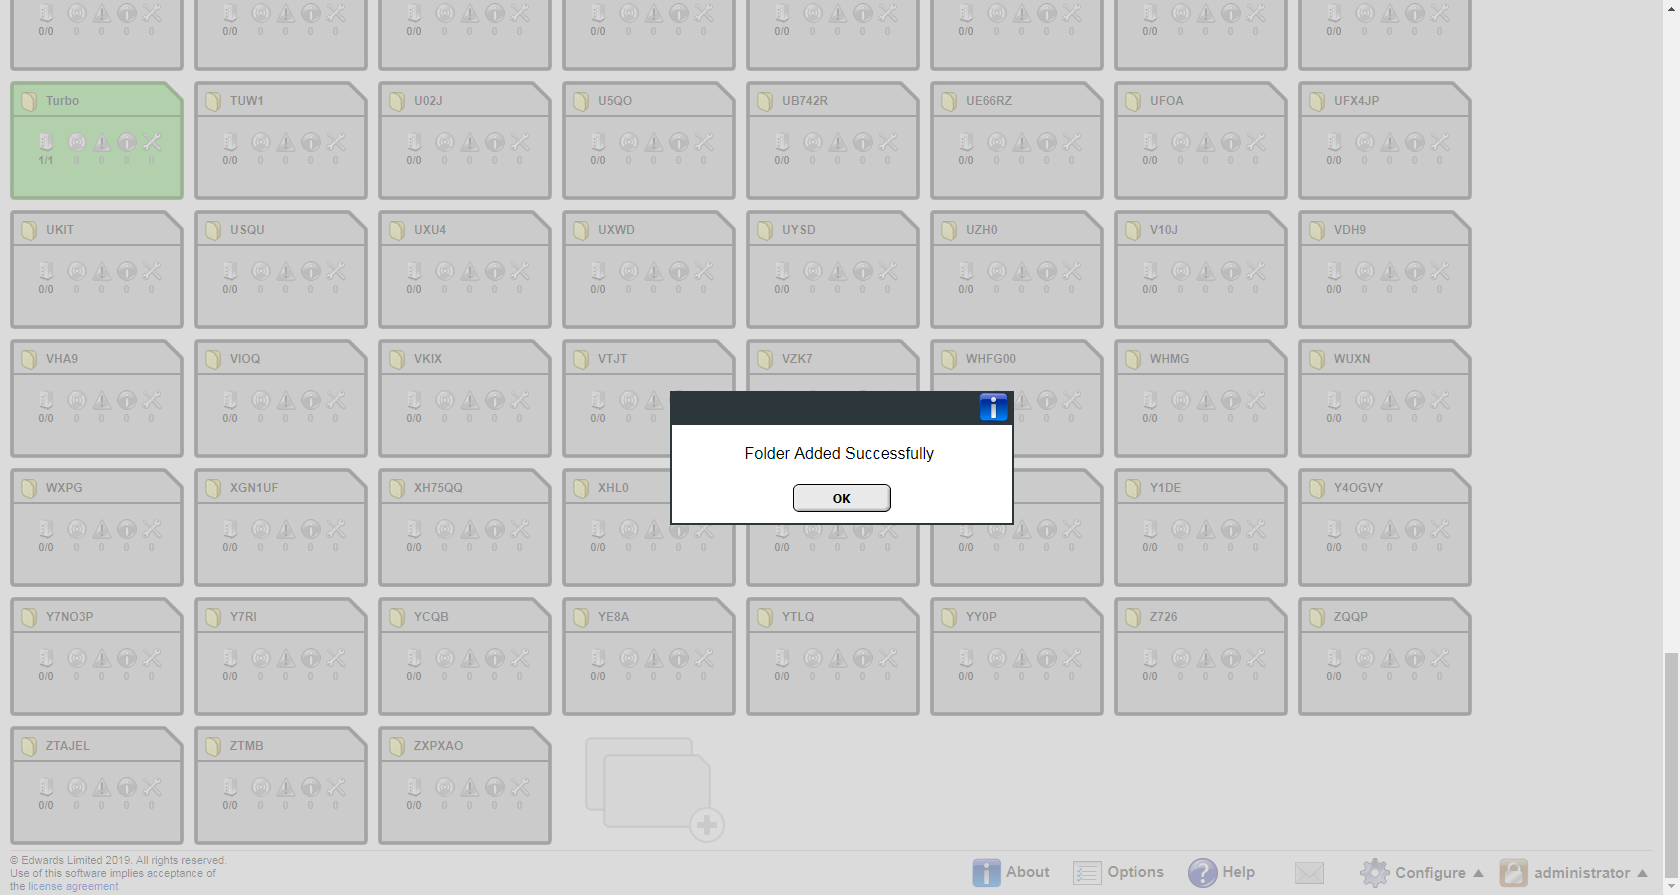 0/0 0 0 0 0 0/0 0 0 0 0 0/0 0 0 0 0 0/0 0 0 0 0 0/0 0 0 0 0 0/0 0 0 0 0 0/0 0 0 0 0 0/0 0 0 0 0
Turbo TUW1 U02J U5QO UB742R UE66RZ UFOA UFX4JP
1/1 0 0 0 0 0/0 0 0 0 0 0/0 0 0 0 0 0/0 0 0 0 0 0/0 0 0 0 0 0/0 0 0 0 0 0/0 0 0 0 0 0/0 0 0 0 0
UKIT USQU UXU4 UXWD UYSD UZH0 V10J VDH9
0/0 0 0 0 0 0/0 0 0 0 0 0/0 0 0 0 0 0/0 0 0 0 0 0/0 0 0 0 0 0/0 0 0 0 0 0/0 0 0 0 0 0/0 0 0 0 0
VHA9 VIOQ VKIX VTJT VZK7 WHFG00 WHMG WUXN
0/0 0 0 0 0 0/0 0 0 0 0 0/0 0 0 0 0 0/0 0 0 0 0/0 0 0 0 0 0/0 0 0 0 0
Folder Added Successfully
OK
WXPG XGN1UF XH75QQ XHL0 Y1DE Y4OGVY
0/0 0 0 0 0 0/0 0 0 0 0 0/0 0 0 0 0 0/0 0 0 0 0 0/0 0 0 0 0 0/0 0 0 0 0 0/0 0 0 0 0 0/0 0 0 0 0
Y7NO3P Y7RI YCQB YE8A YTLQ YY0P Z726 ZQQP
0/0 0 0 0 0 0/0 0 0 0 0 0/0 0 0 0 0 0/0 0 0 0 0 0/0 0 0 0 0 0/0 0 0 0 0 0/0 0 0 0 0 0/0 0 0 0 0
ZTAJEL ZTMB ZXPXAO
0/0 0 0 0 0 0/0 0 0 0 0 0/0 0 0 0 0
© Edwards Limited 2019. All rights reserved.
Use of this software implies acceptance of
the license agreement
About Options Help Configure administrator